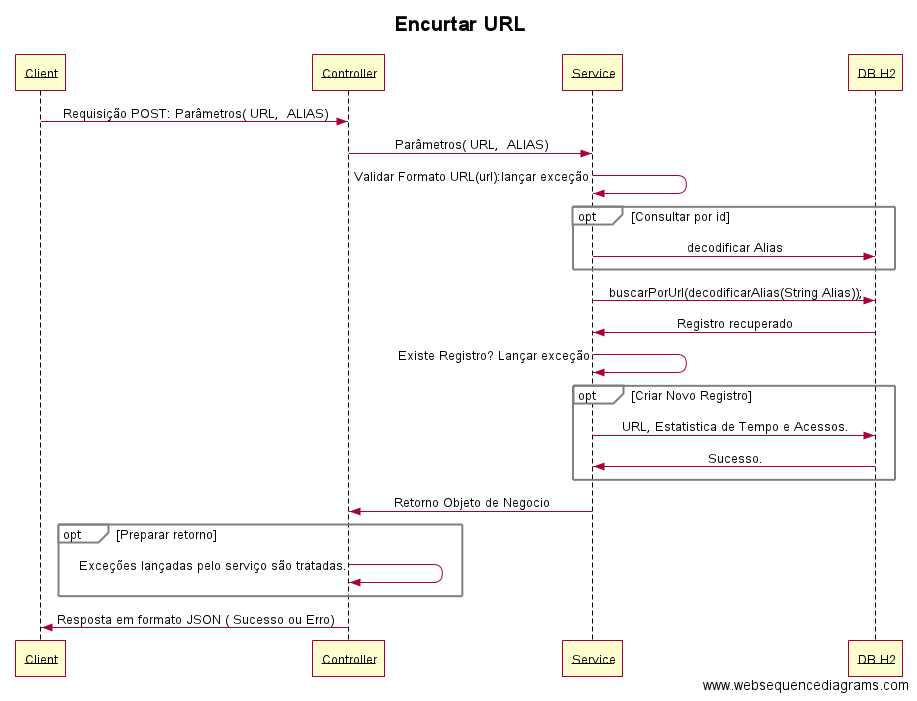 Encurtar URL
Client
Controller
Service
DB H2
Requisição POST: Parâmetros( URL, ALIAS)
Parâmetros( URL, ALIAS)
Validar Formato URL(url):lançar exceção
opt
[Consultar por id]
decodificar Alias
buscarPorUrl(decodificarAlias(String Alias));
Registro recuperado
Existe Registro? Lançar exceção
opt
[Criar Novo Registro]
URL, Estatistica de Tempo e Acessos.
Sucesso.
Retorno Objeto de Negocio
opt
[Preparar retorno]
Exceções lançadas pelo serviço são tratadas.
Resposta em formato JSON ( Sucesso ou Erro)
Client
Controller
Service
DB H2
www.websequencediagrams.com